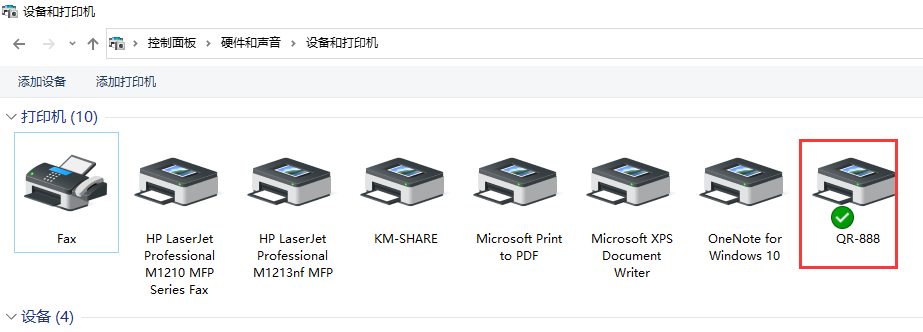 设备和打印机
控制面板 > 硬件和声音 > 设备和打印机
添加设备 添加打印机
打印机 (10)
Fax
HP LaserJet Professional M1210 MFP Series Fax
HP LaserJet Professional M1213nf MFP
KM-SHARE
Microsoft Print to PDF
Microsoft XPS Document Writer
OneNote for Windows 10
QR-888
设备 (4)